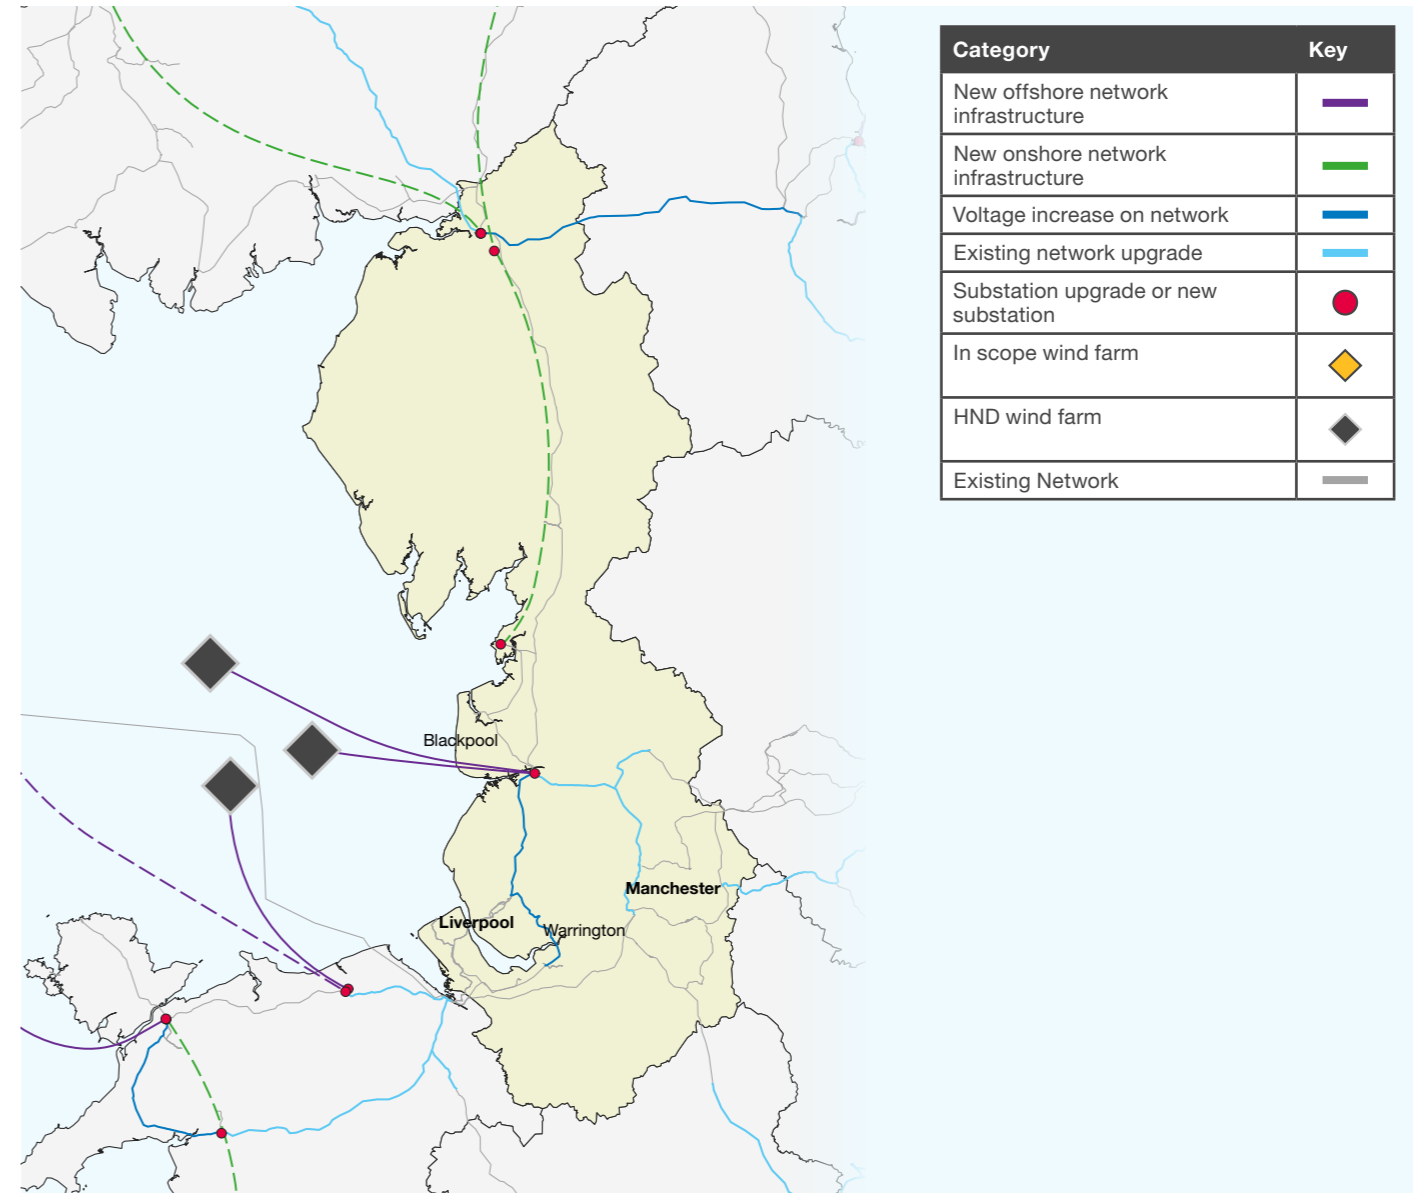 Category Key
New offshore network
infrastructure
New onshore network
infrastructure
Voltage increase on network
Existing network upgrade
Substation upgrade or new
substation
In scope wind farm
HND wind farm
Existing Network
Blackpool
Manchester
Liverpool
Warrington